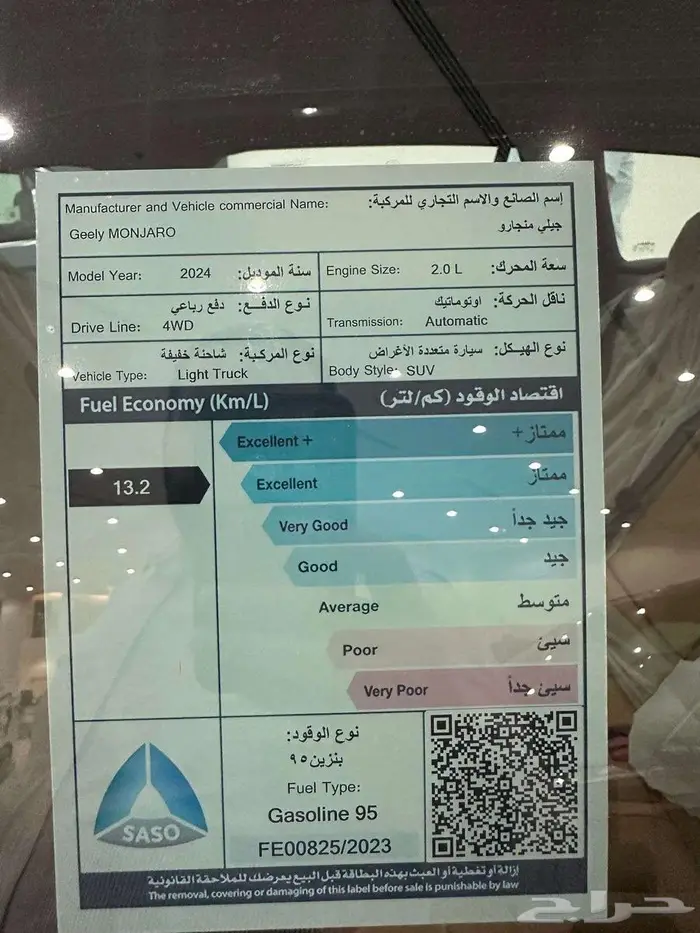 Manufacturer and Vehicle commercial Name: إسم الصانع والاسم التجاري للمركبة:
Geely MONJARO جيلي منجارو
Model Year: 2024 سنة الموديل:
Engine Size: 2.0 L سعة المحرك:
نوع الدفع: دفع رباعي
Drive Line: 4WD
ناقل الحركة: اوتوماتيك
Transmission: Automatic
نوع المركبة: شاحنة خفيفة
Vehicle Type: Light Truck
نوع الهيكل: سيارة متعددة الأغراض
Body Style: SUV
Fuel Economy (Km/L) اقتصاد الوقود (كم/لتر)
Excellent + ممتاز+
13.2
Excellent ممتاز
Very Good جيد جداً
Good جيد
Average متوسط
Poor سيئ
Very Poor سيئ جداً
SASO
نوع الوقود:
بنزين ٩٥
Fuel Type:
Gasoline 95
FE00825/2023
إزالة أو تغطية أو العبث بهذه البطاقة قبل البيع يعرضك للملاحقة القانونية
The removal, covering or damaging of this label before sale is punishable by law
حراج